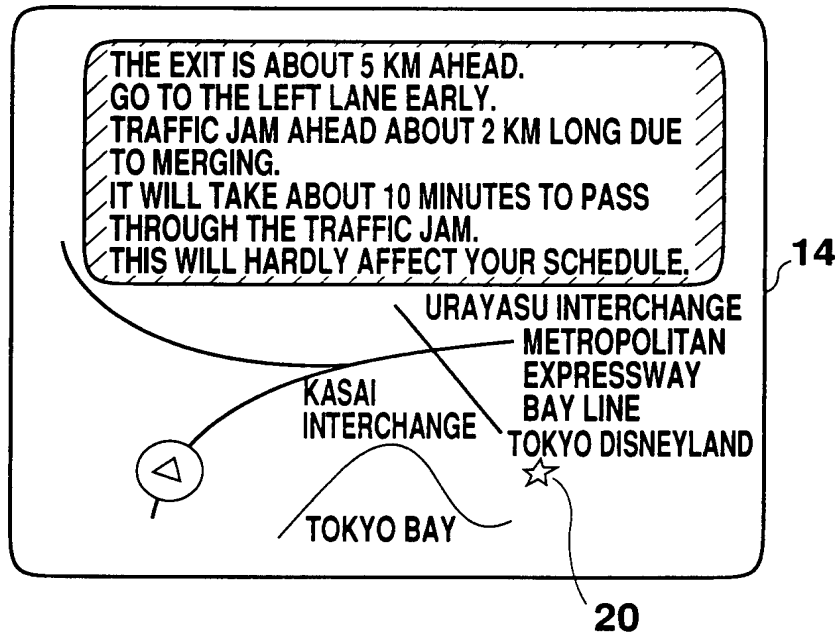 THE EXIT IS ABOUT 5 KM AHEAD.
GO TO THE LEFT LANE EARLY.
TRAFFIC JAM AHEAD ABOUT 2 KM LONG DUE
TO MERGING.
IT WILL TAKE ABOUT 10 MINUTES TO PASS
THROUGH THE TRAFFIC JAM.
THIS WILL HARDLY AFFECT YOUR SCHEDULE.
14
URAYASU INTERCHANGE
METROPOLITAN
EXPRESSWAY
BAY LINE
KASAI
INTERCHANGE
TOKYO DISNEYLAND
TOKYO BAY
20